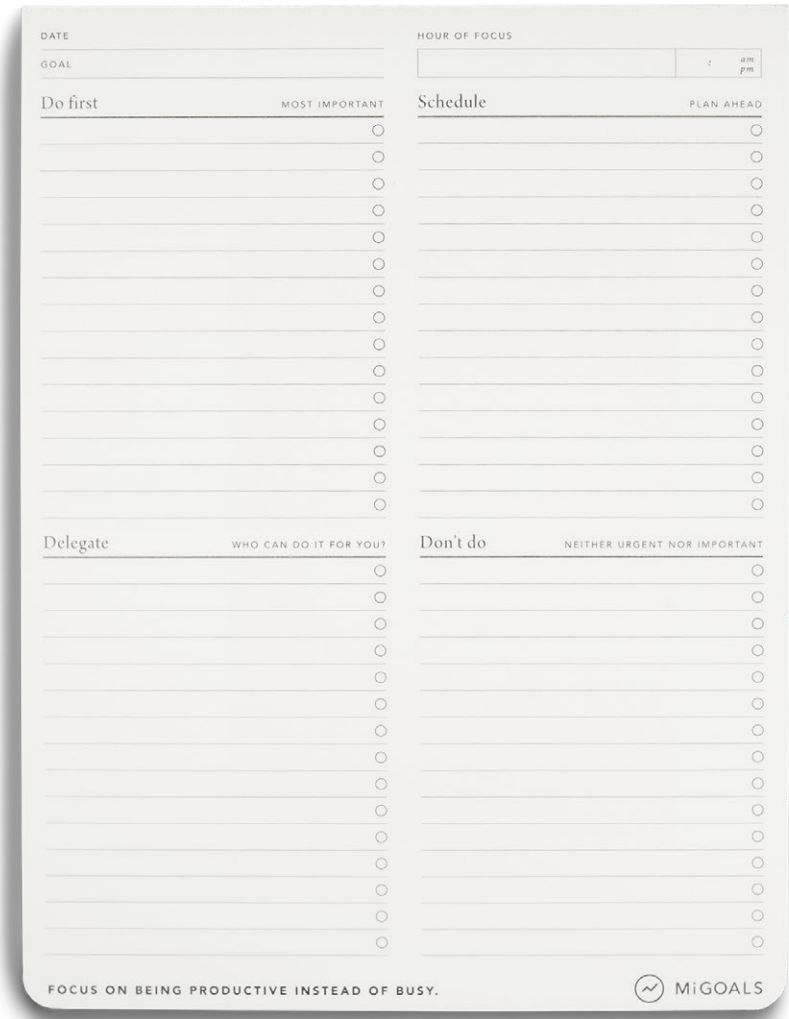 DATE
GOAL
HOUR OF FOCUS
: am
pm
Do first MOST IMPORTANT
Schedule PLAN AHEAD
Delegate WHO CAN DO IT FOR YOU?
Don't do NEITHER URGENT NOR IMPORTANT
FOCUS ON BEING PRODUCTIVE INSTEAD OF BUSY.
MiGOALS